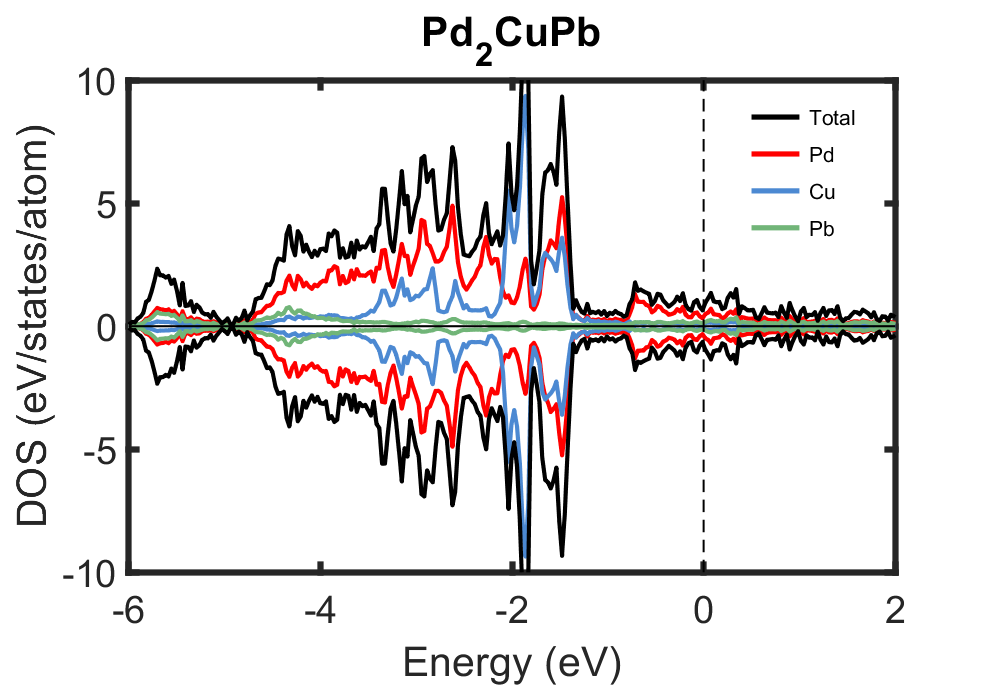 Pd₂CuPb
10
5
0
-5
-10
DOS (eV/states/atom)
Total
Pd
Cu
Pb
-6 -4 -2 0 2
Energy (eV)